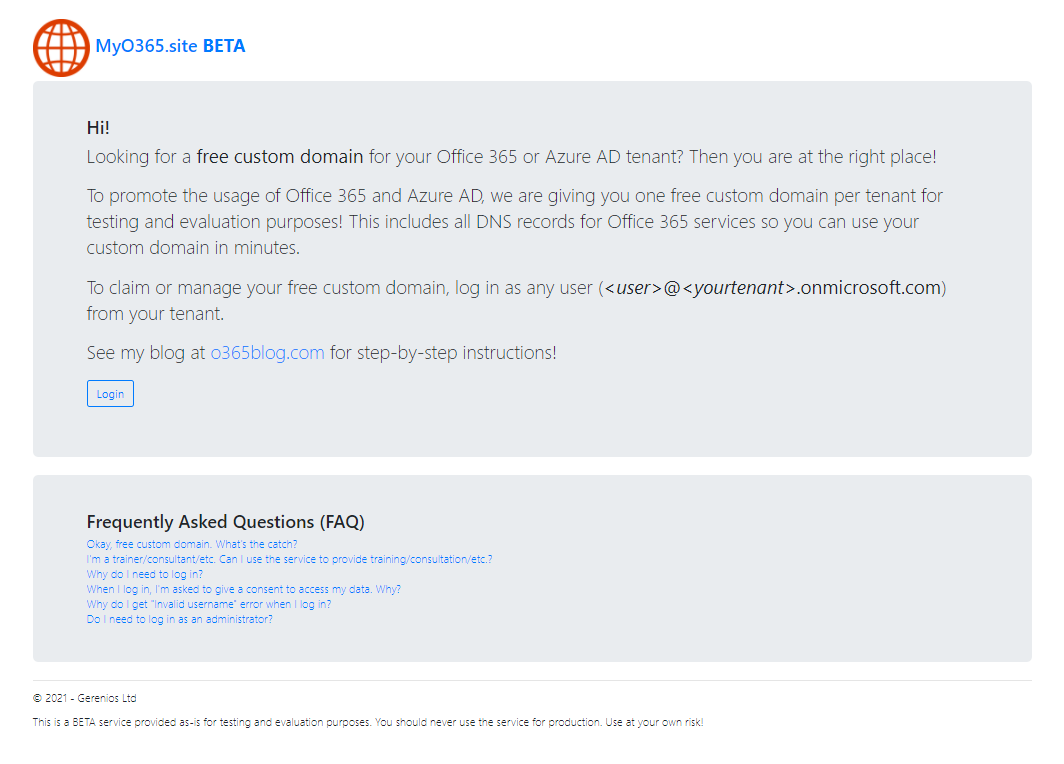 MyO365.site BETA
Hi!
Looking for a free custom domain for your Office 365 or Azure AD tenant? Then you are at the right place!
To promote the usage of Office 365 and Azure AD, we are giving you one free custom domain per tenant for
testing and evaluation purposes! This includes all DNS records for Office 365 services so you can use your
custom domain in minutes.
To claim or manage your free custom domain, log in as any user (<user>@<yourtenant>.onmicrosoft.com)
from your tenant.
See my blog at o365blog.com for step-by-step instructions!
Login
Frequently Asked Questions (FAQ)
Okay, free custom domain. What's the catch?
I'm a trainer/consultant/etc. Can I use the service to provide training/consultation/etc.?
Why do I need to log in?
When I log in, I'm asked to give a consent to access my data. Why?
Why do I get "Invalid username" error when I log in?
Do I need to log in as an administrator?
© 2021 - Gerenios Ltd
This is a BETA service provided as-is for testing and evaluation purposes. You should never use the service for production. Use at your own risk!